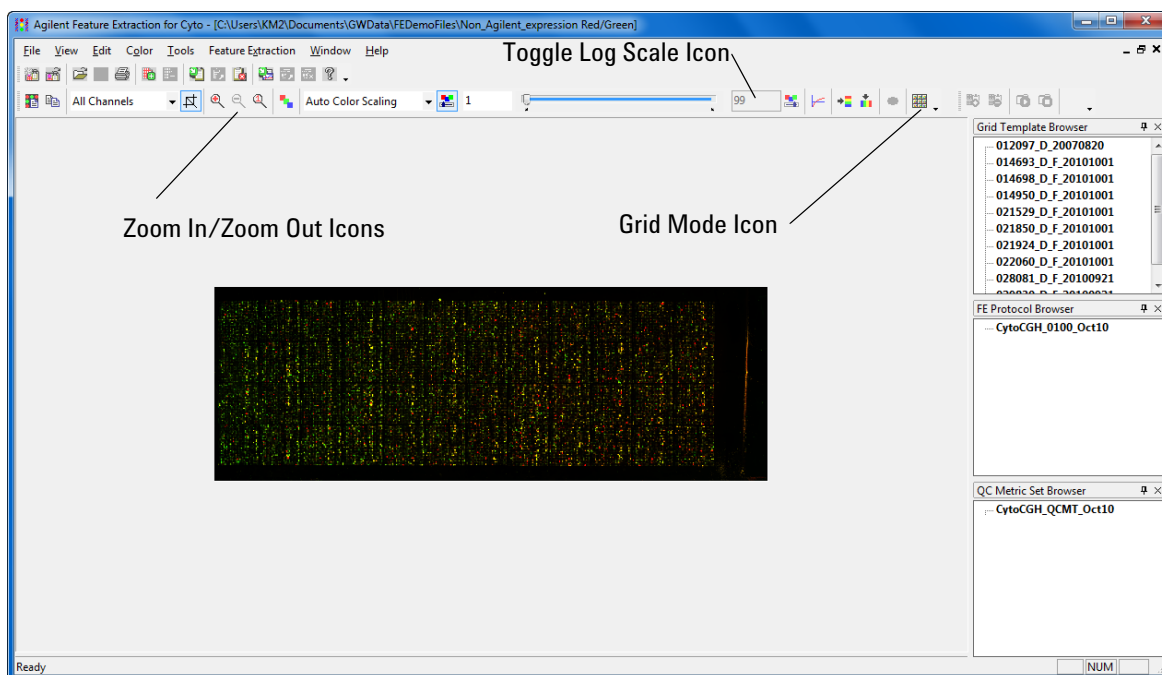 Agilent Feature Extraction for Cyto - [C:\Users\KM2\Documents\GWData\FEDemoFiles\Non_Agilent_expression Red/Green]
File View Edit Color Tools Feature Extraction Window Help
Toggle Log Scale Icon
All Channels Auto Color Scaling 1 99
Zoom In/Zoom Out Icons
Grid Mode Icon
Grid Template Browser
012097_D_20070820
014693_D_F_20101001
014698_D_F_20101001
014950_D_F_20101001
021529_D_F_20101001
021850_D_F_20101001
021924_D_F_20101001
022060_D_F_20101001
028081_D_F_20100921
FE Protocol Browser
CytoCGH_0100_Oct10
QC Metric Set Browser
CytoCGH_QCMT_Oct10
Ready NUM